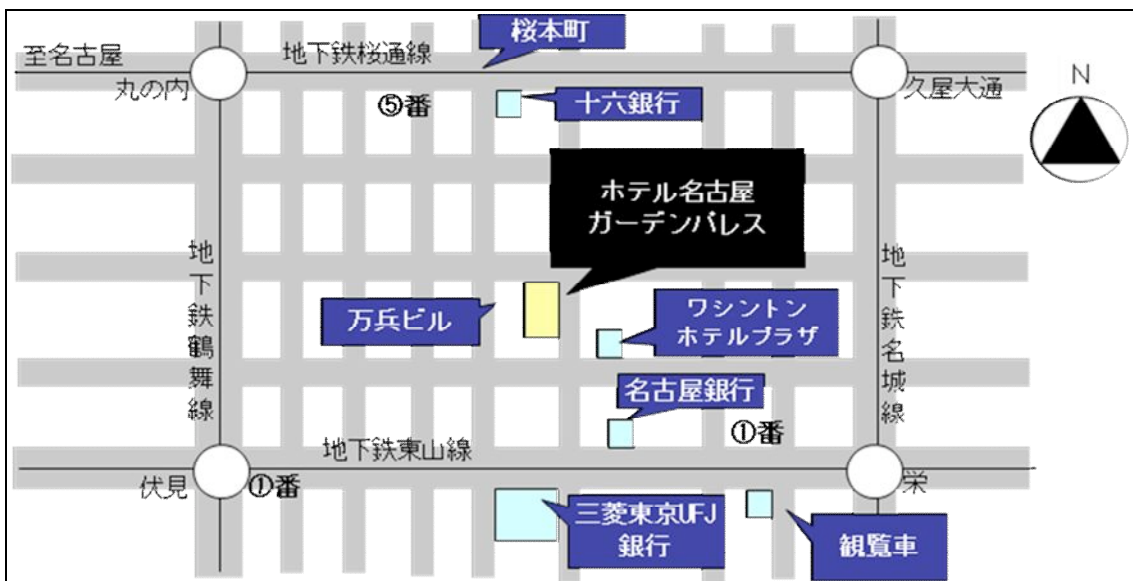 桜本町
至名古屋
地下鉄桜通線
丸の内
久屋大通
N
⑤番
十六銀行
ホテル名古屋
ガーデンパレス
地下鉄鶴舞線
地下鉄名城線
万兵ビル
ワシントン
ホテルプラザ
名古屋銀行
①番
地下鉄東山線
伏見
①番
栄
三菱東京UFJ
銀行
観覧車